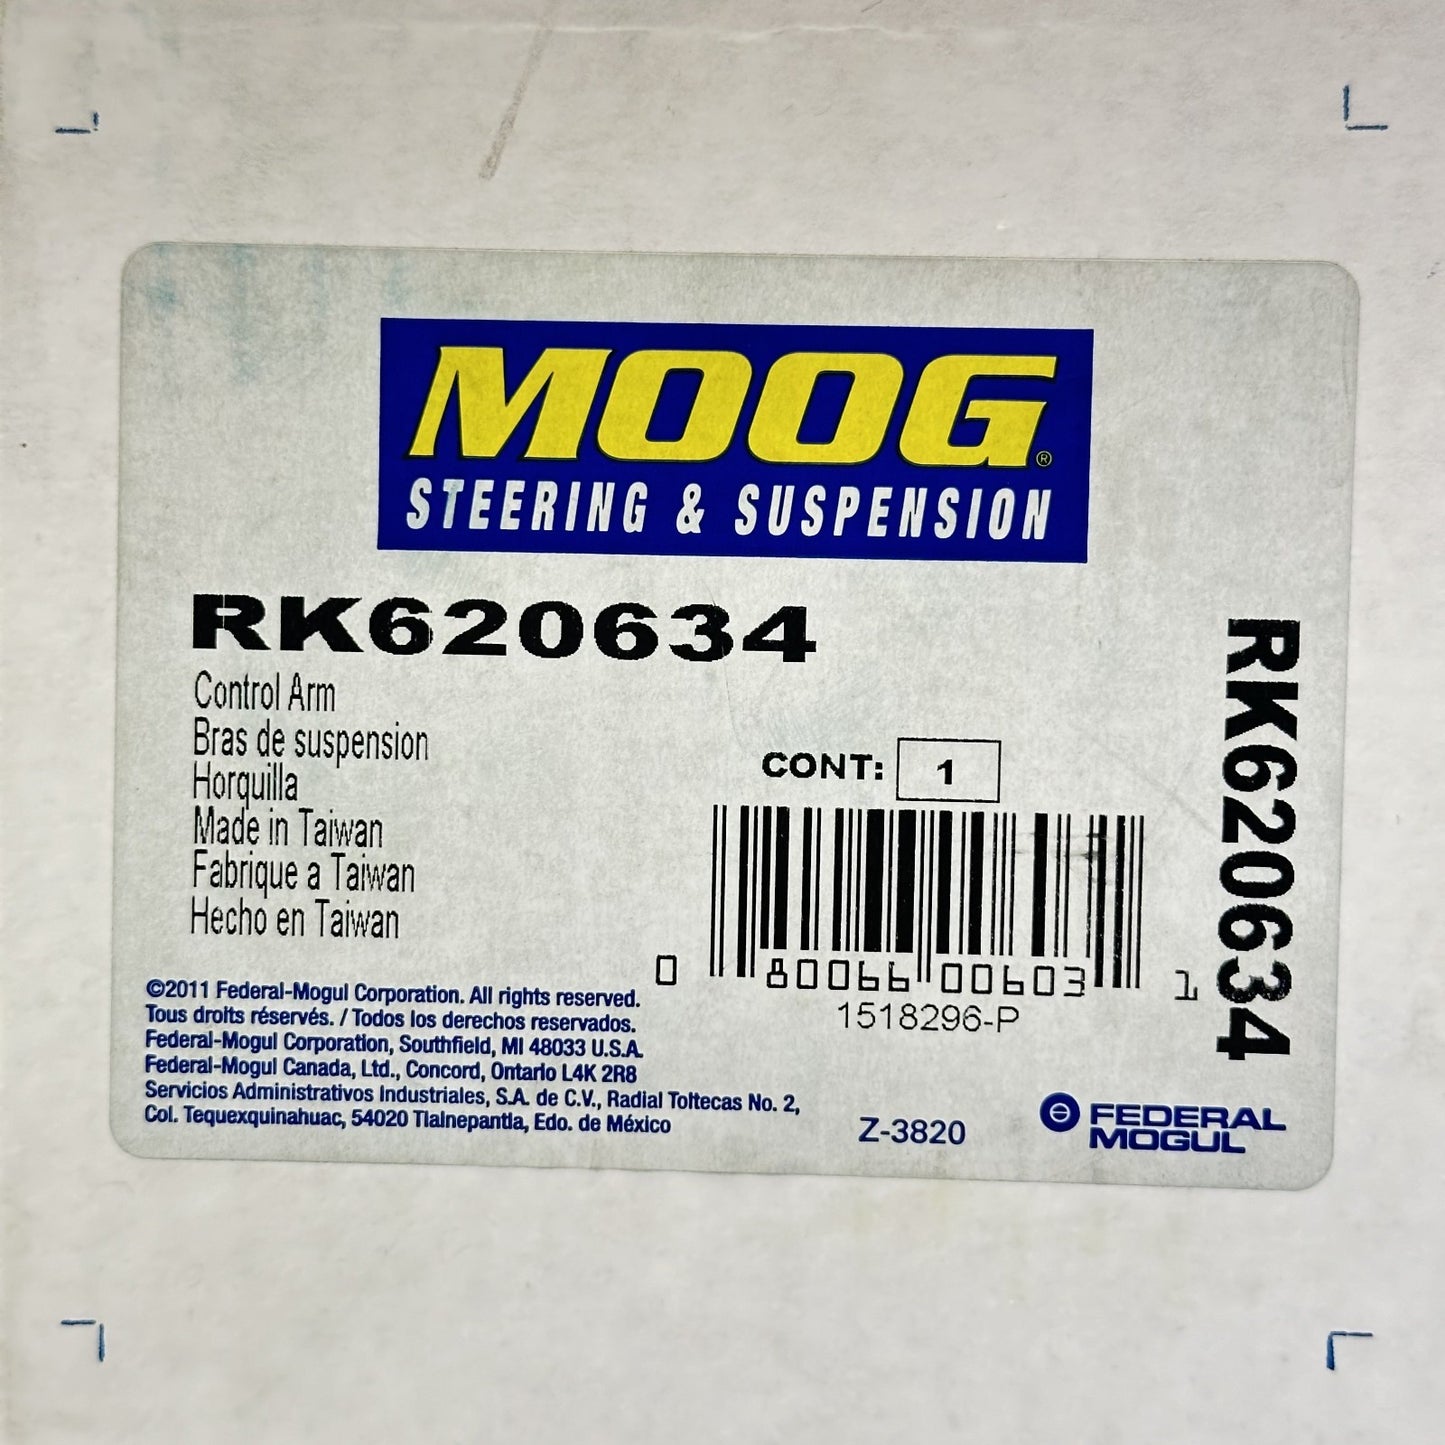 MOOG®
STEERING & SUSPENSION
RK620634
Control Arm
Bras de suspension
Horquilla
Made in Taiwan
Fabrique a Taiwan
Hecho en Taiwan
CONT: 1
0 80066 00603 1
1518296-P
RK620634
©2011 Federal-Mogul Corporation. All rights reserved.
Tous droits réservés. / Todos los derechos reservados.
Federal-Mogul Corporation, Southfield, MI 48033 U.S.A.
Federal-Mogul Canada, Ltd., Concord, Ontario L4K 2R8
Servicios Administrativos Industriales, S.A. de C.V., Radial Toltecas No. 2,
Col. Tequexquinahuac, 54020 Tlalnepantla, Edo. de México
Z-3820
FEDERAL
MOGUL